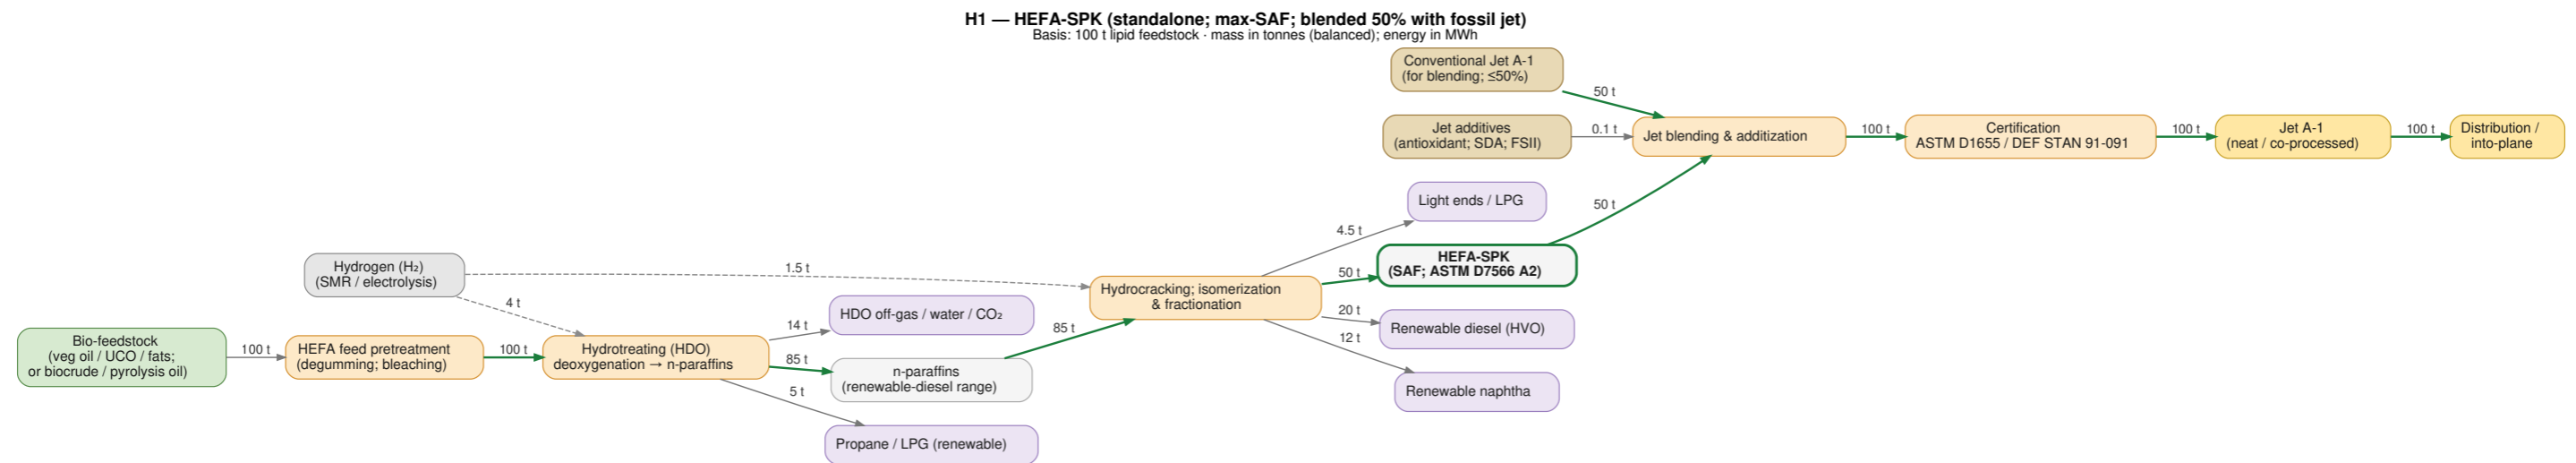 H1 — HEFA-SPK (standalone; max-SAF; blended 50% with fossil jet)
Basis: 100 t lipid feedstock · mass in tonnes (balanced); energy in MWh
Conventional Jet A-1
(for blending; ≤50%)
50 t
Jet additives
(antioxidant; SDA; FSII)
0.1 t
Jet blending & additization
100 t
Certification
ASTM D1655 / DEF STAN 91-091
100 t
Jet A-1
(neat / co-processed)
100 t
Distribution /
into-plane
Light ends / LPG
50 t
4.5 t
Hydrogen (H₂)
(SMR / electrolysis)
1.5 t
4 t
HEFA-SPK
(SAF; ASTM D7566 A2)
50 t
Hydrocracking; isomerization
& fractionation
20 t
Renewable diesel (HVO)
12 t
Renewable naphtha
HDO off-gas / water / CO₂
14 t
85 t
Bio-feedstock
(veg oil / UCO / fats;
or biocrude / pyrolysis oil)
100 t
HEFA feed pretreatment
(degumming; bleaching)
100 t
Hydrotreating (HDO)
deoxygenation → n-paraffins
85 t
n-paraffins
(renewable-diesel range)
5 t
Propane / LPG (renewable)